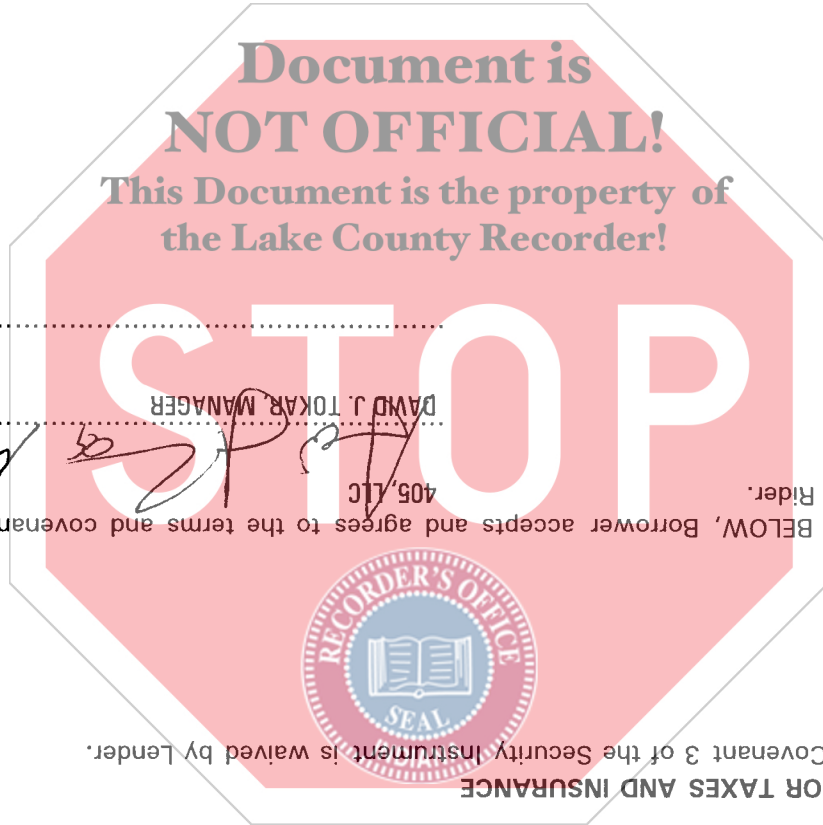 Document is
NOT OFFICIAL!
This Document is the property of
the Lake County Recorder!
STOP
RECORDER'S OFFICE
SEAL
INDIANA
OR TAXES AND INSURANCE
Covenant 3 of the Security Instrument is waived by Lender.
BELOW, Borrower accepts and agrees to the terms and covenan
Rider.
405, LLC
DAVID J. TOKAR, MANAGER